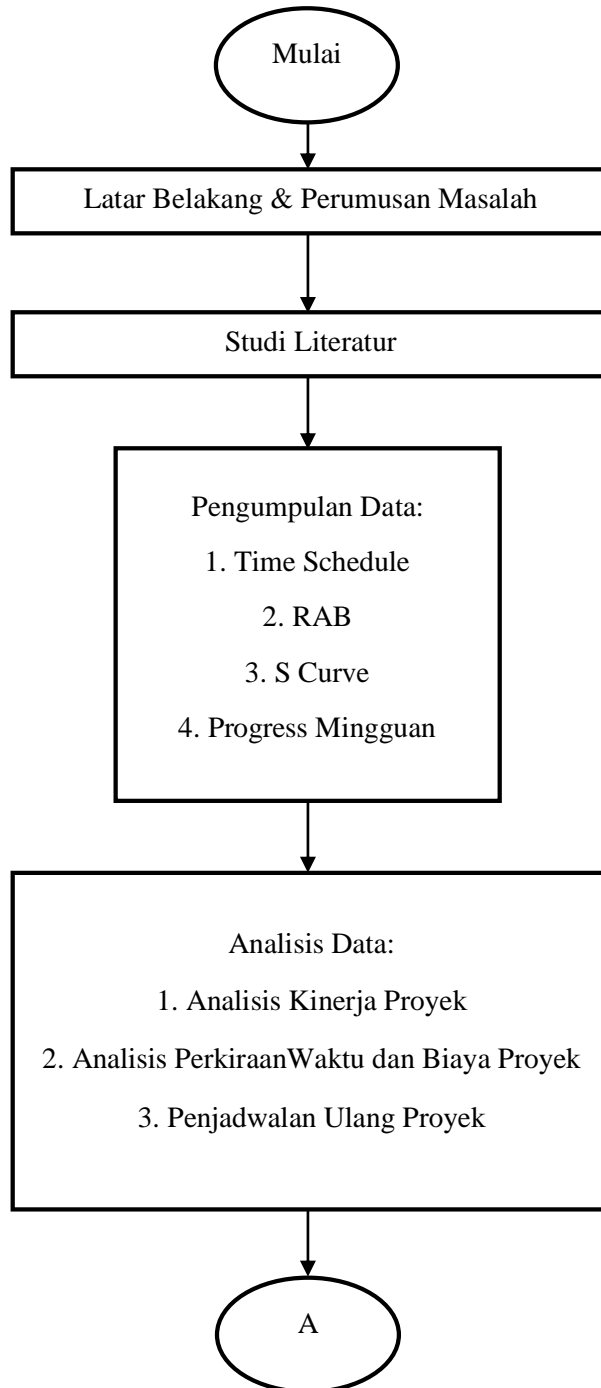 Mulai
Latar Belakang & Perumusan Masalah
Studi Literatur
Pengumpulan Data:
1. Time Schedule
2. RAB
3. S Curve
4. Progress Mingguan
Analisis Data:
1. Analisis Kinerja Proyek
2. Analisis PerkiraanWaktu dan Biaya Proyek
3. Penjadwalan Ulang Proyek
A